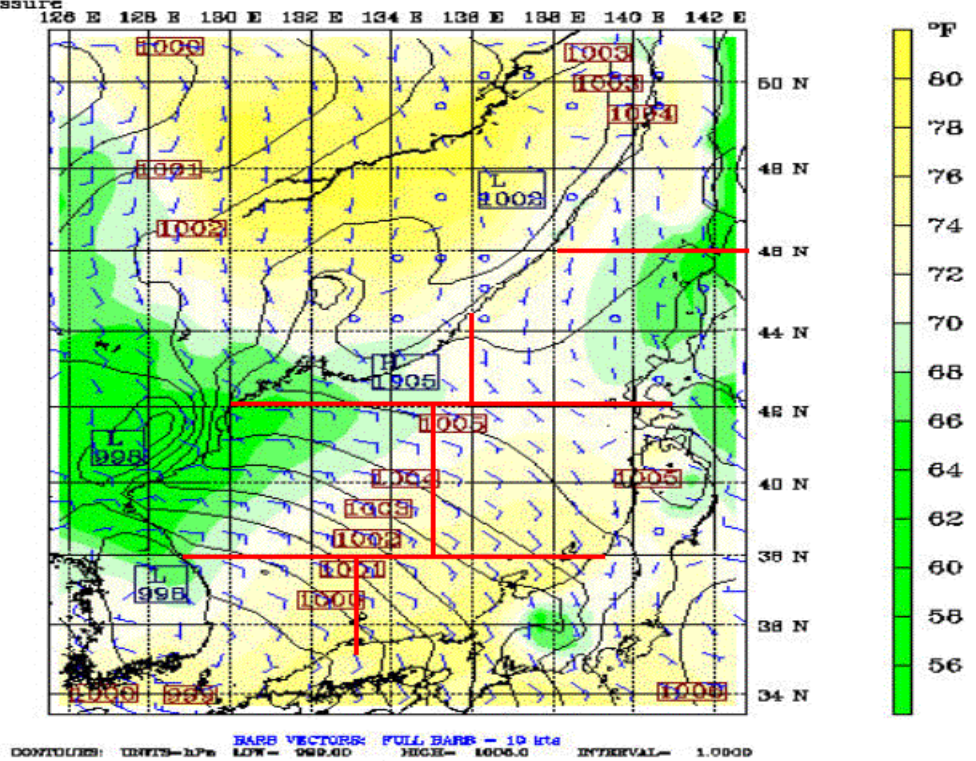 ssure
126 E 128 E 130 E 132 E 134 E 136 E 138 E 140 E 142 E
°F
1000 1003
1003 50 N 80
1004
78
1001 48 N
76
L
1002
1002
74
46 N
72
44 N 70
H
1005
68
42 N
1005 66
L
998
1004 1005 40 N 64
1003
62
1002
38 N
1001 60
L
998
1000
58
36 N
56
1000 999 1000 34 N
BARB VECTORS: FULL BARB = 10 kts
CONTOURS: UNITS=hPa LOW= 999.00 HIGH= 1006.0 INTERVAL= 1.0000